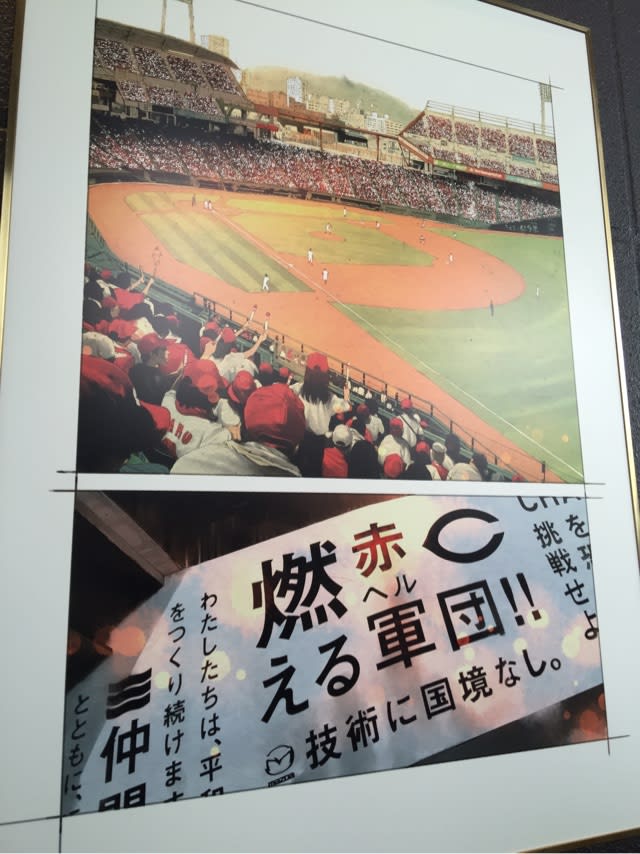 燃える
赤ヘル
軍団!!
技術に国境なし。
CHA
挑戦せよ
わたしたちは、平和
をつくり続けます
仲間
とともに、